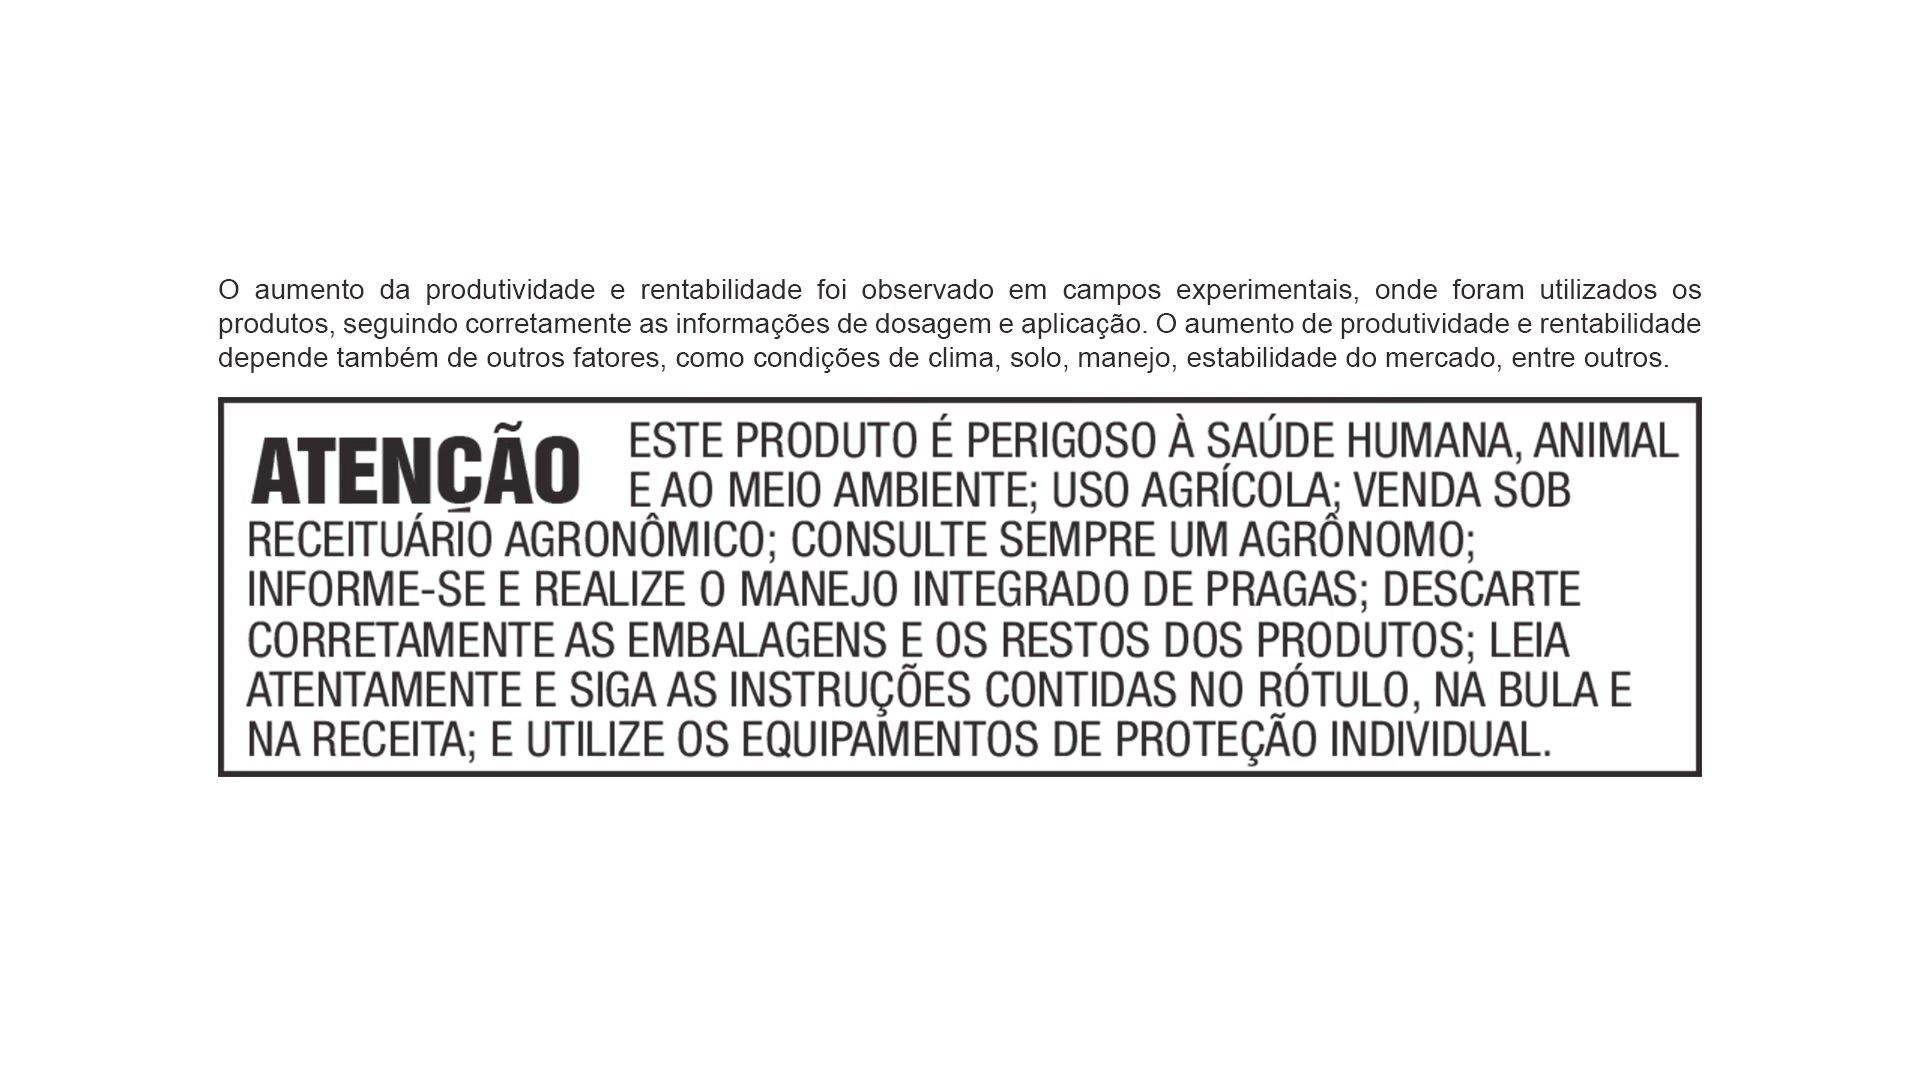 O aumento da produtividade e rentabilidade foi observado em campos experimentais, onde foram utilizados os
produtos, seguindo corretamente as informações de dosagem e aplicação. O aumento de produtividade e rentabilidade
depende também de outros fatores, como condições de clima, solo, manejo, estabilidade do mercado, entre outros.
ATENÇÃO ESTE PRODUTO É PERIGOSO À SAÚDE HUMANA, ANIMAL
E AO MEIO AMBIENTE; USO AGRÍCOLA; VENDA SOB
RECEITUÁRIO AGRONÔMICO; CONSULTE SEMPRE UM AGRÔNOMO;
INFORME-SE E REALIZE O MANEJO INTEGRADO DE PRAGAS; DESCARTE
CORRETAMENTE AS EMBALAGENS E OS RESTOS DOS PRODUTOS; LEIA
ATENTAMENTE E SIGA AS INSTRUÇÕES CONTIDAS NO RÓTULO, NA BULA E
NA RECEITA; E UTILIZE OS EQUIPAMENTOS DE PROTEÇÃO INDIVIDUAL.